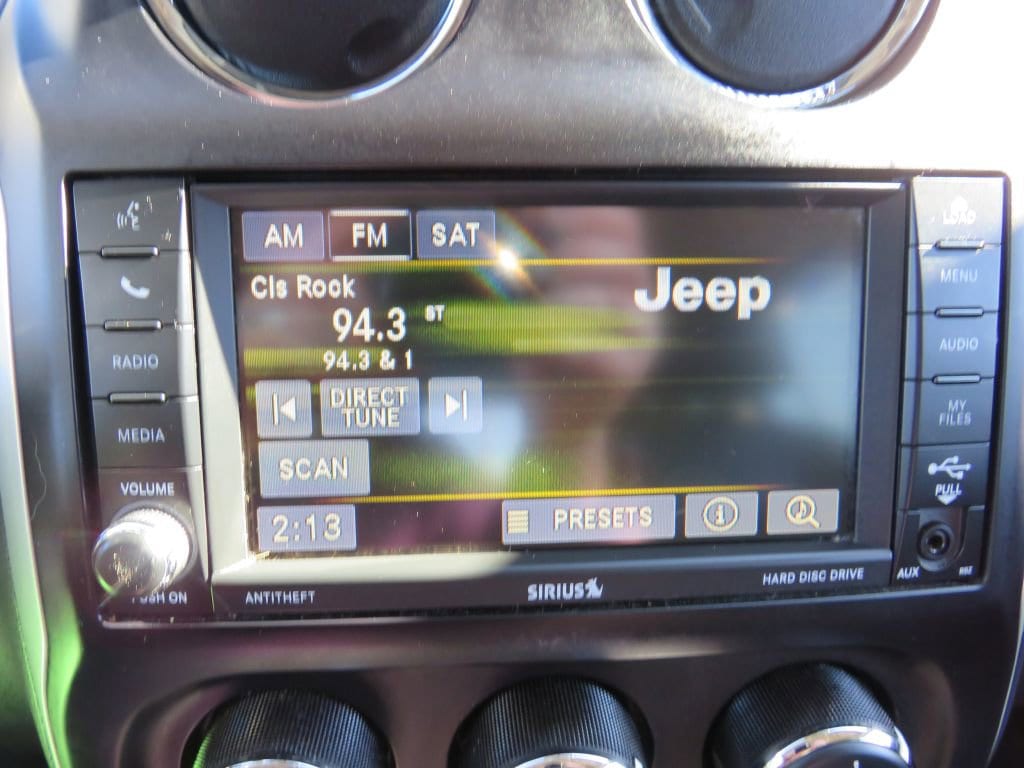 AM FM SAT
Cls Rock
Jeep
94.3 ST
94.3 & 1
DIRECT
TUNE
SCAN
2:13 PRESETS
RADIO
MEDIA
VOLUME
PUSH ON
ANTITHEFT
SIRIUS
HARD DISC DRIVE
LOAD
MENU
AUDIO
MY
FILES
PULL
AUX